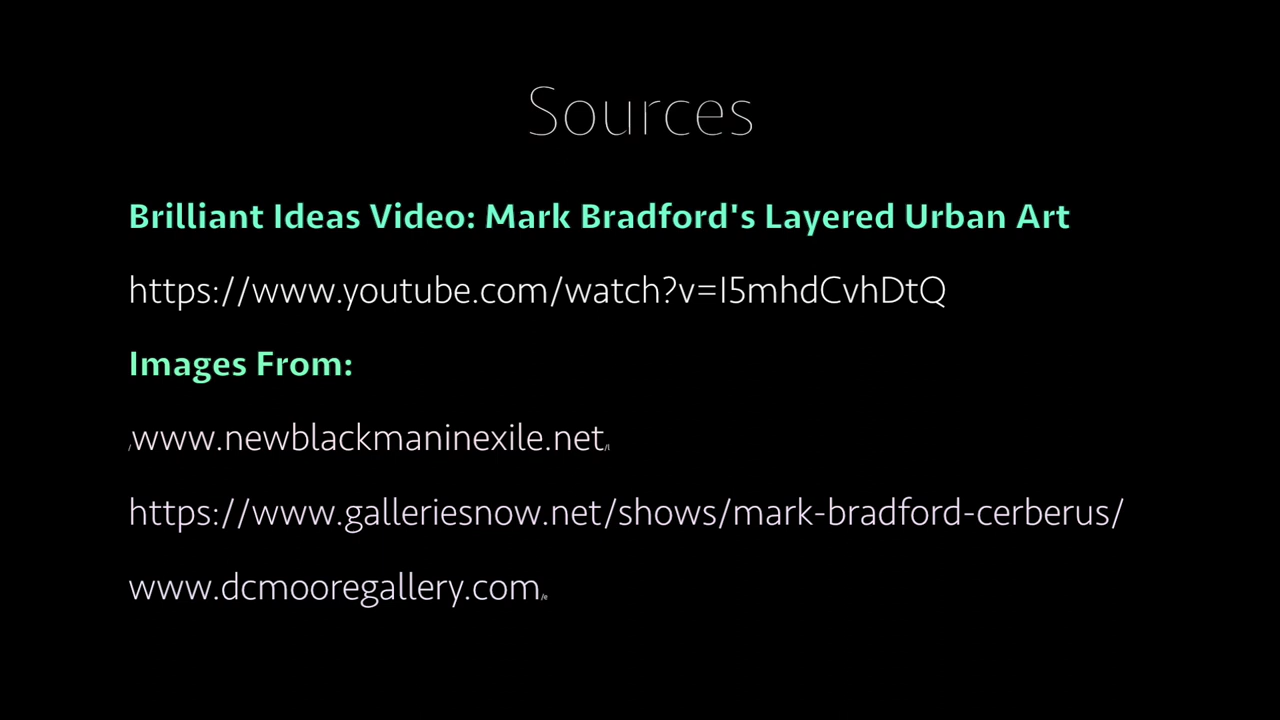 Sources
Brilliant Ideas Video: Mark Bradford's Layered Urban Art
https://www.youtube.com/watch?v=I5mhdCvhDtQ
Images From:
www.newblackmaninexile.net
https://www.galleriesnow.net/shows/mark-bradford-cerberus/
www.dcmooregallery.com